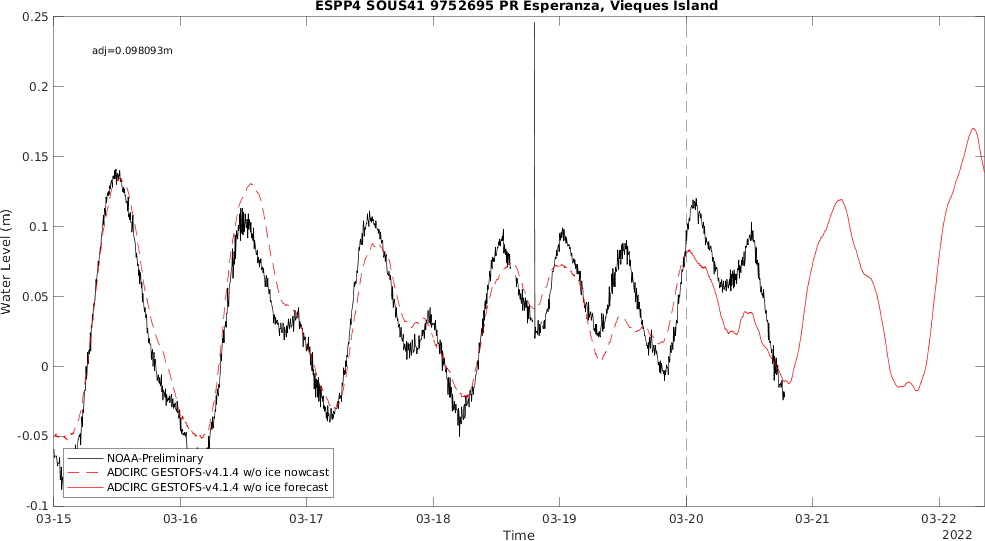 ESPP4 SOUS41 9752695 PR Esperanza, Vieques Island
adj=0.098093m
Water Level (m)
0.25
0.2
0.15
0.1
0.05
0
-0.05
-0.1
NOAA-Preliminary
ADCIRC GESTOFS-v4.1.4 w/o ice nowcast
ADCIRC GESTOFS-v4.1.4 w/o ice forecast
03-15 03-16 03-17 03-18 03-19 03-20 03-21 03-22
Time
2022